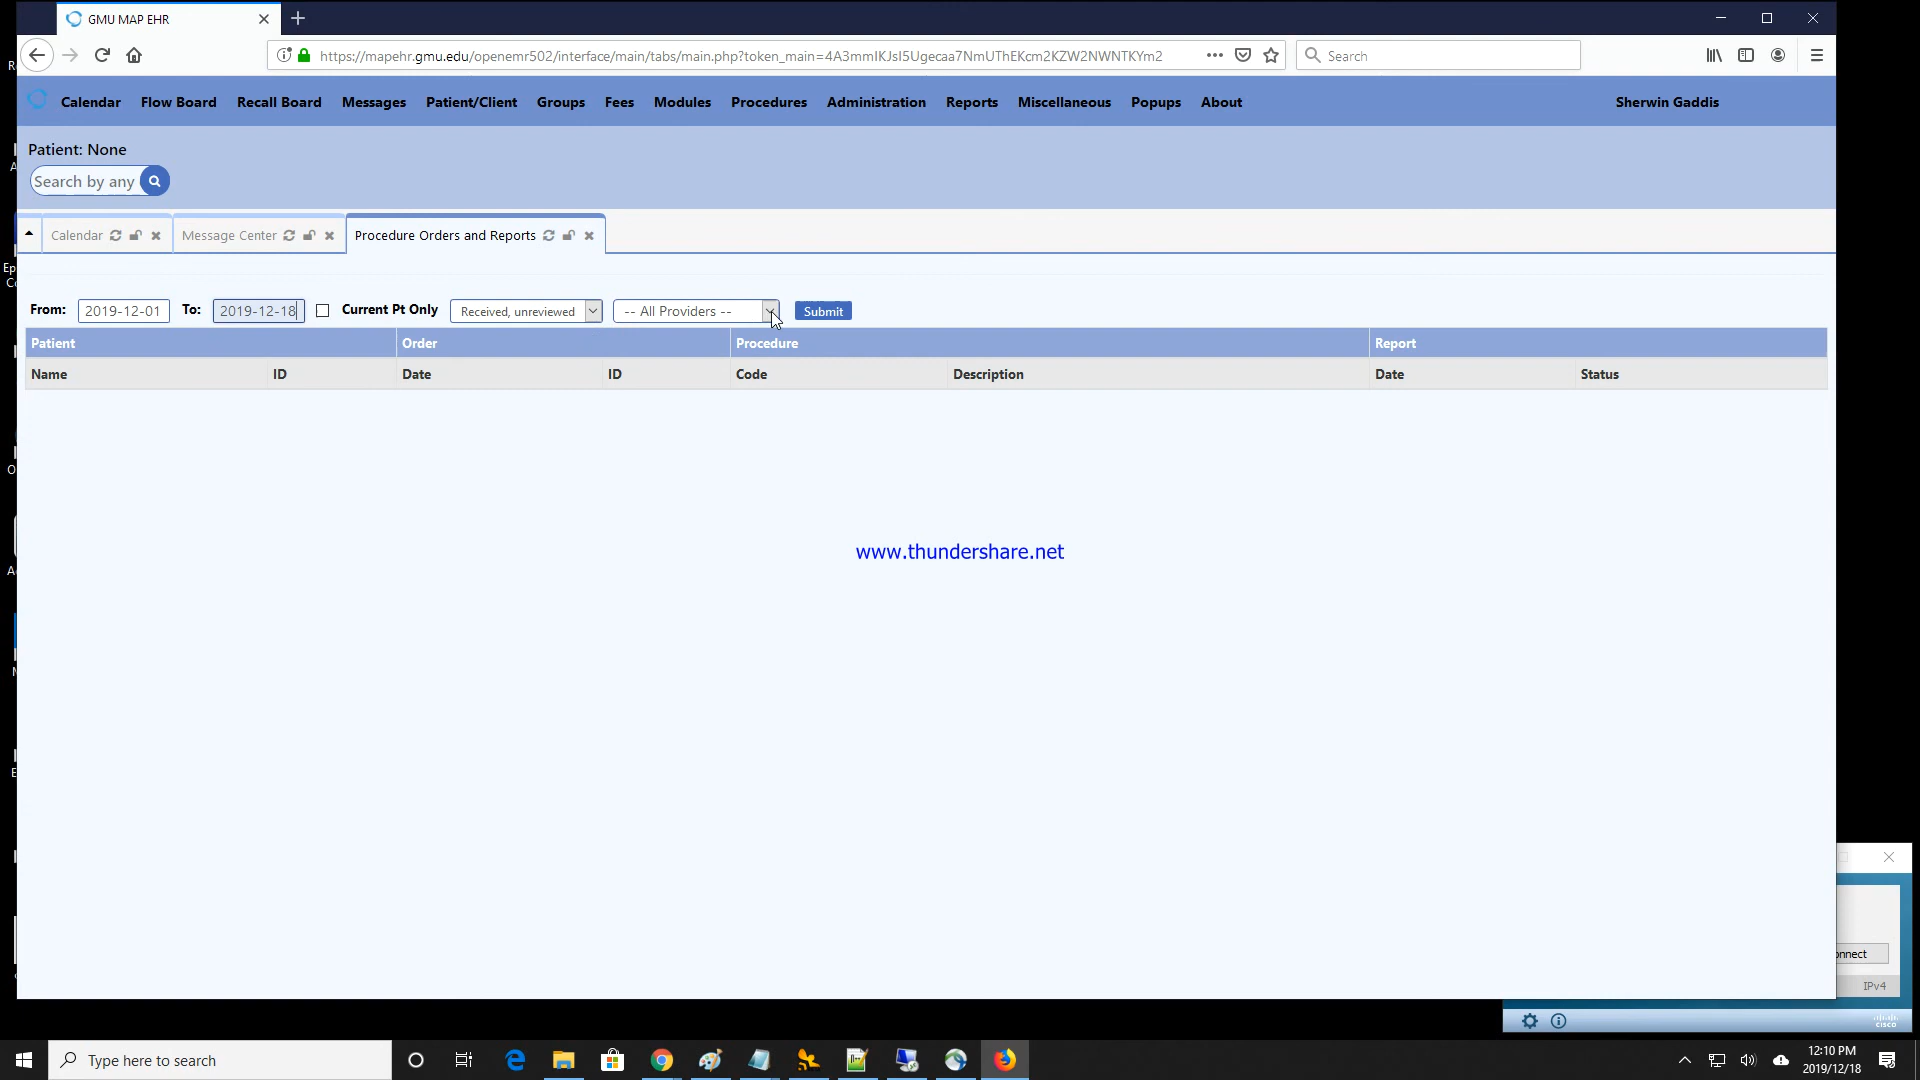 GMU MAP EHR
https://mapehr.gmu.edu/openemr502/interface/main/tabs/main.php?token_main=4A3mmIKJsI5Ugecaa7NmUThEKcm2KZW2NWNTKYm2
Search
Calendar Flow Board Recall Board Messages Patient/Client Groups Fees Modules Procedures Administration Reports Miscellaneous Popups About Sherwin Gaddis
Patient: None
Search by any
Calendar Message Center Procedure Orders and Reports
From: 2019-12-01 To: 2019-12-18 Current Pt Only Received, unreviewed -- All Providers -- Submit
Patient Order Procedure Report
Name ID Date ID Code Description Date Status
www.thundershare.net
onnect
IPv4
cisco
Type here to search
12:10 PM
2019/12/18